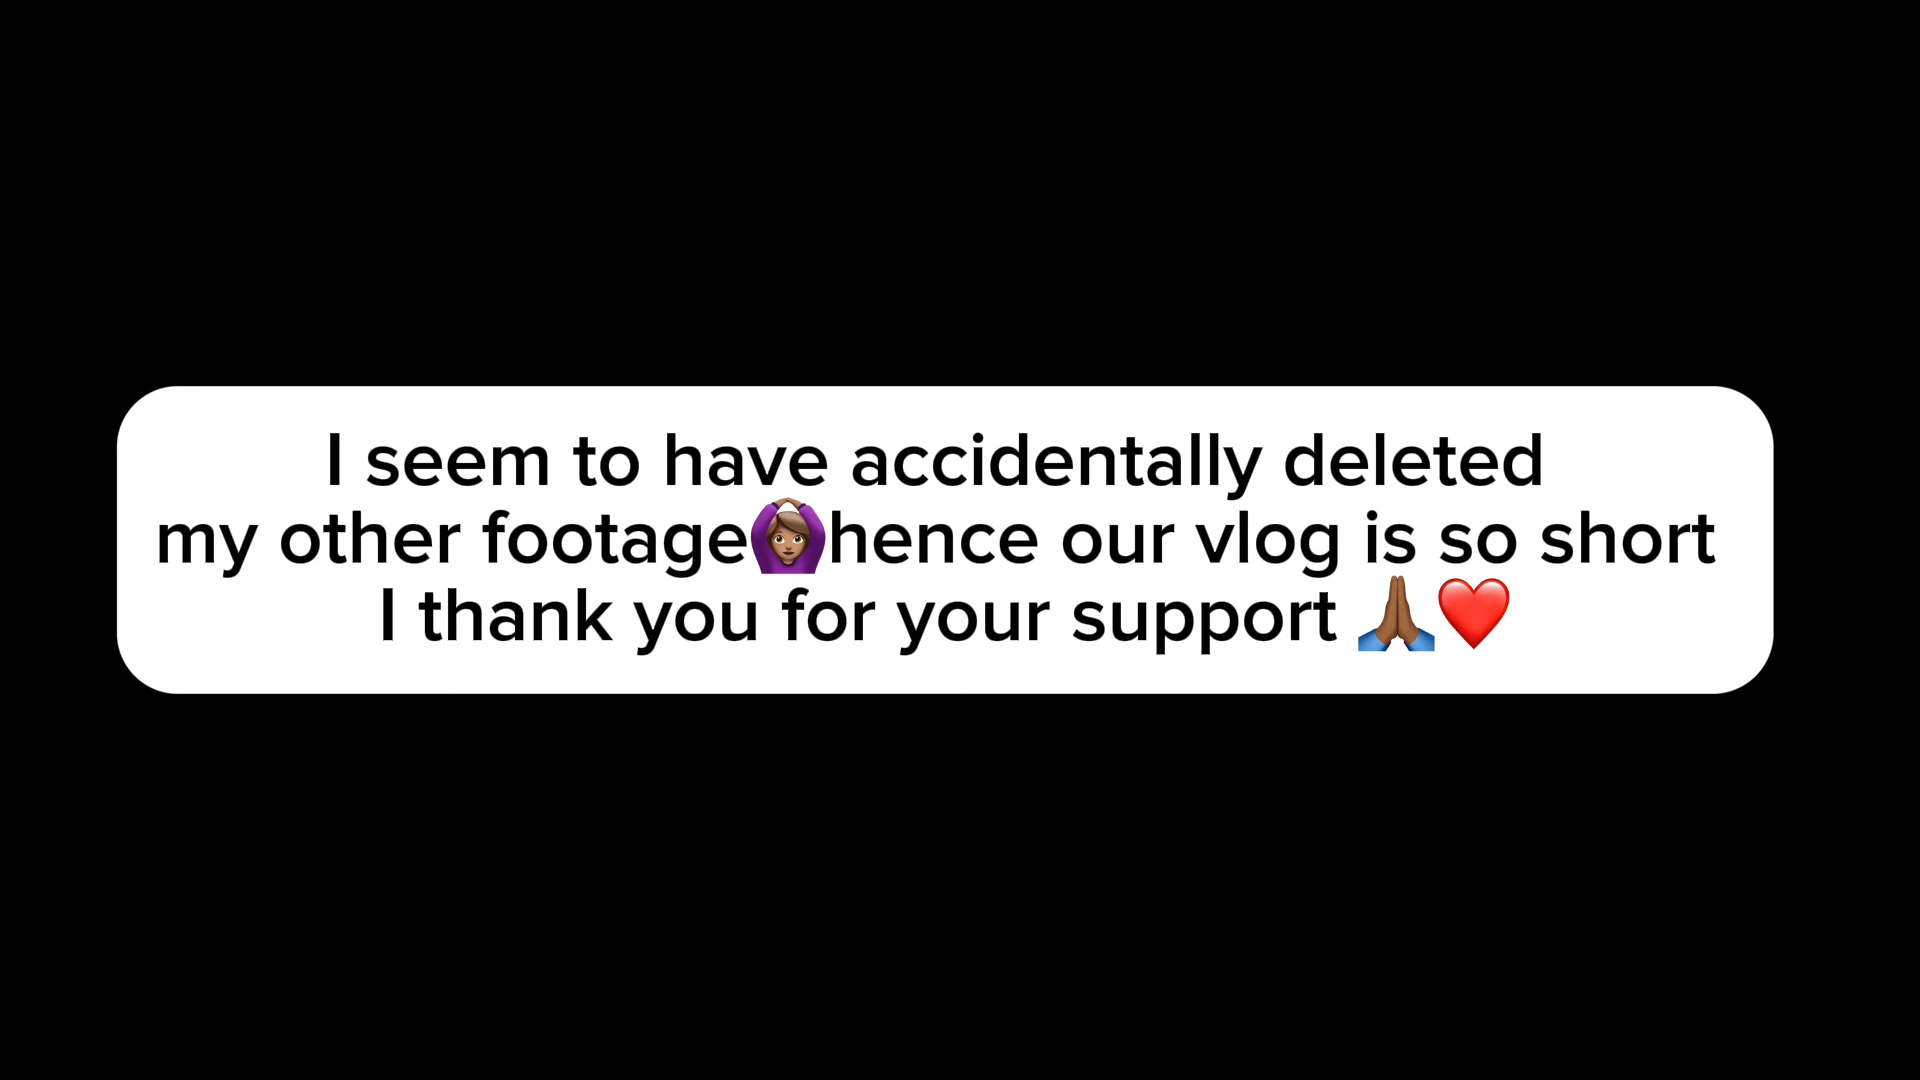 I seem to have accidentally deleted
my other footage🙆🏽‍♀️hence our vlog is so short
I thank you for your support 🙏🏾❤️